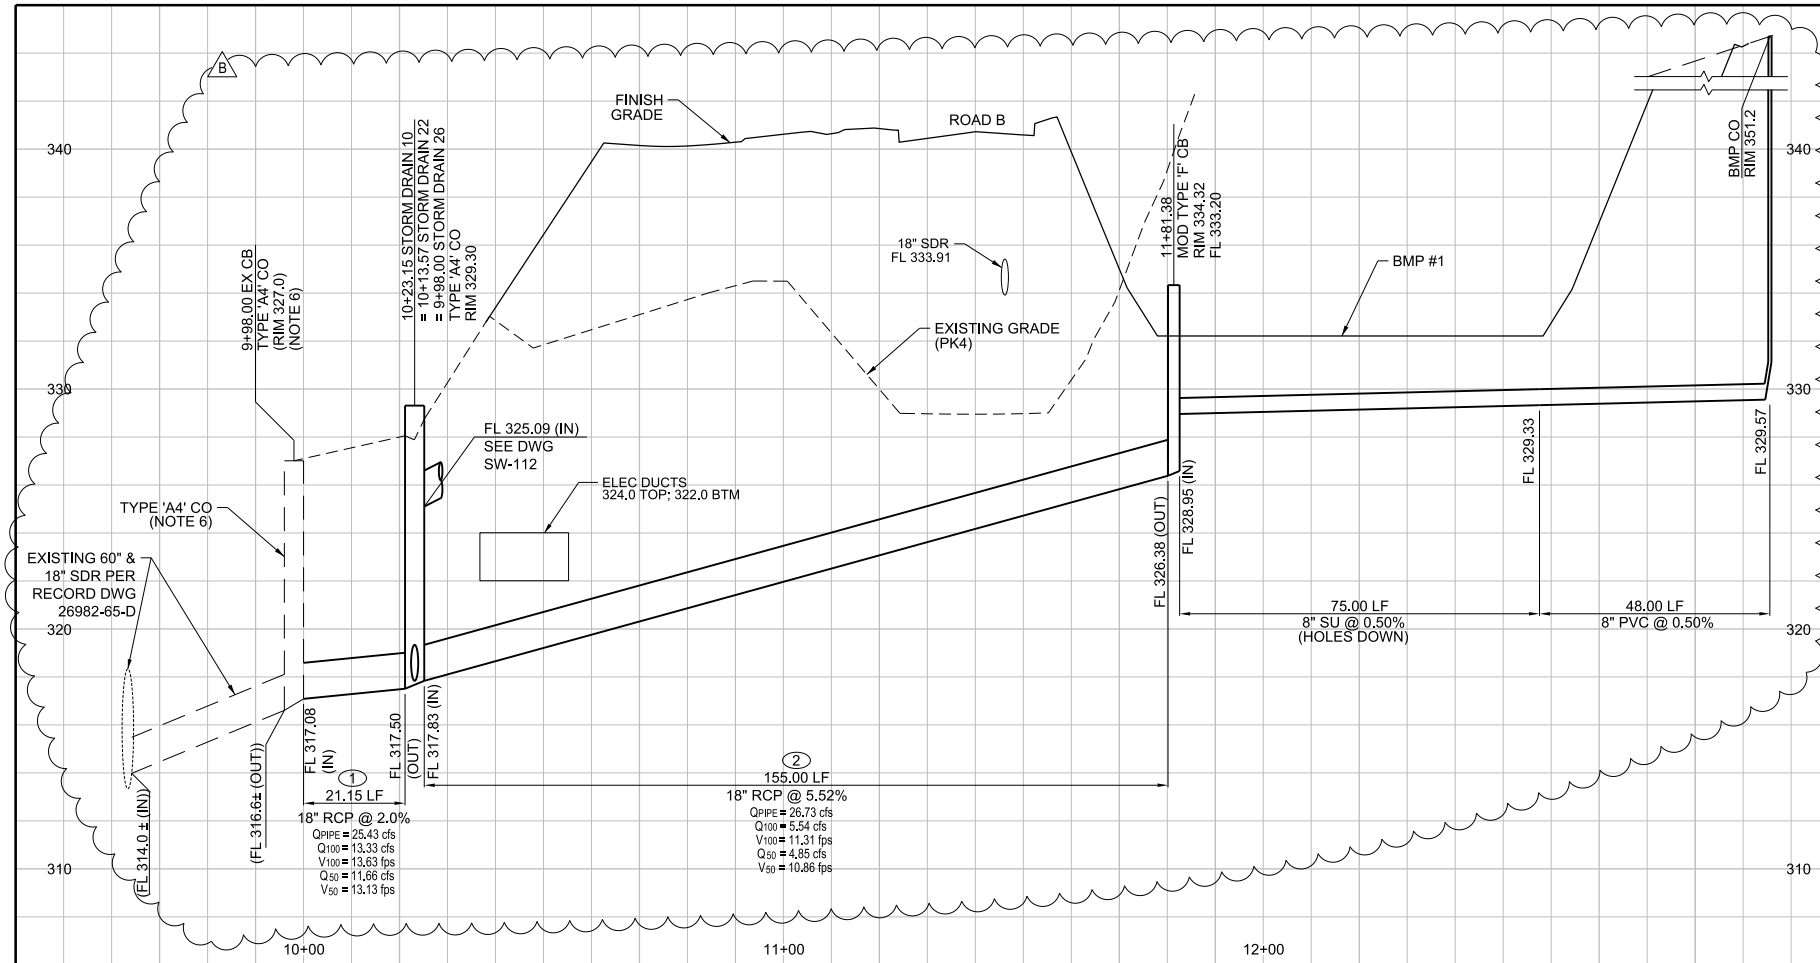 B
FINISH
GRADE
ROAD B
340
340
10+23.15 STORM DRAIN 10
= 10+13.57 STORM DRAIN 22
= 9+98.00 STORM DRAIN 26
TYPE 'A4' CO
RIM 329.30
9+98.00 EX CB
TYPE 'A4' CO
(RIM 327.0)
(NOTE 6)
18" SDR
FL 333.91
11+81.38
MOD TYPE 'F' CB
RIM 334.32
FL 333.20
BMP CO
RIM 351.2
BMP #1
EXISTING GRADE
(PK4)
330
330
FL 325.09 (IN)
SEE DWG
SW-112
ELEC DUCTS
324.0 TOP; 322.0 BTM
TYPE 'A4' CO
(NOTE 6)
EXISTING 60" &
18" SDR PER
RECORD DWG
26982-65-D
FL 329.33
FL 329.57
FL 326.38 (OUT)
FL 328.95 (IN)
75.00 LF
8" SU @ 0.50%
(HOLES DOWN)
48.00 LF
8" PVC @ 0.50%
320
320
(FL 314.0 ± (IN))
(FL 316.6± (OUT))
FL 317.08
(IN)
FL 317.50
(OUT)
FL 317.83 (IN)
1
21.15 LF
18" RCP @ 2.0%
QPIPE = 25.43 cfs
Q100 = 13.33 cfs
V100 = 13.63 fps
Q50 = 11.66 cfs
V50 = 13.13 fps
2
155.00 LF
18" RCP @ 5.52%
QPIPE = 26.73 cfs
Q100 = 5.54 cfs
V100 = 11.31 fps
Q50 = 4.85 cfs
V50 = 10.86 fps
310
310
10+00
11+00
12+00